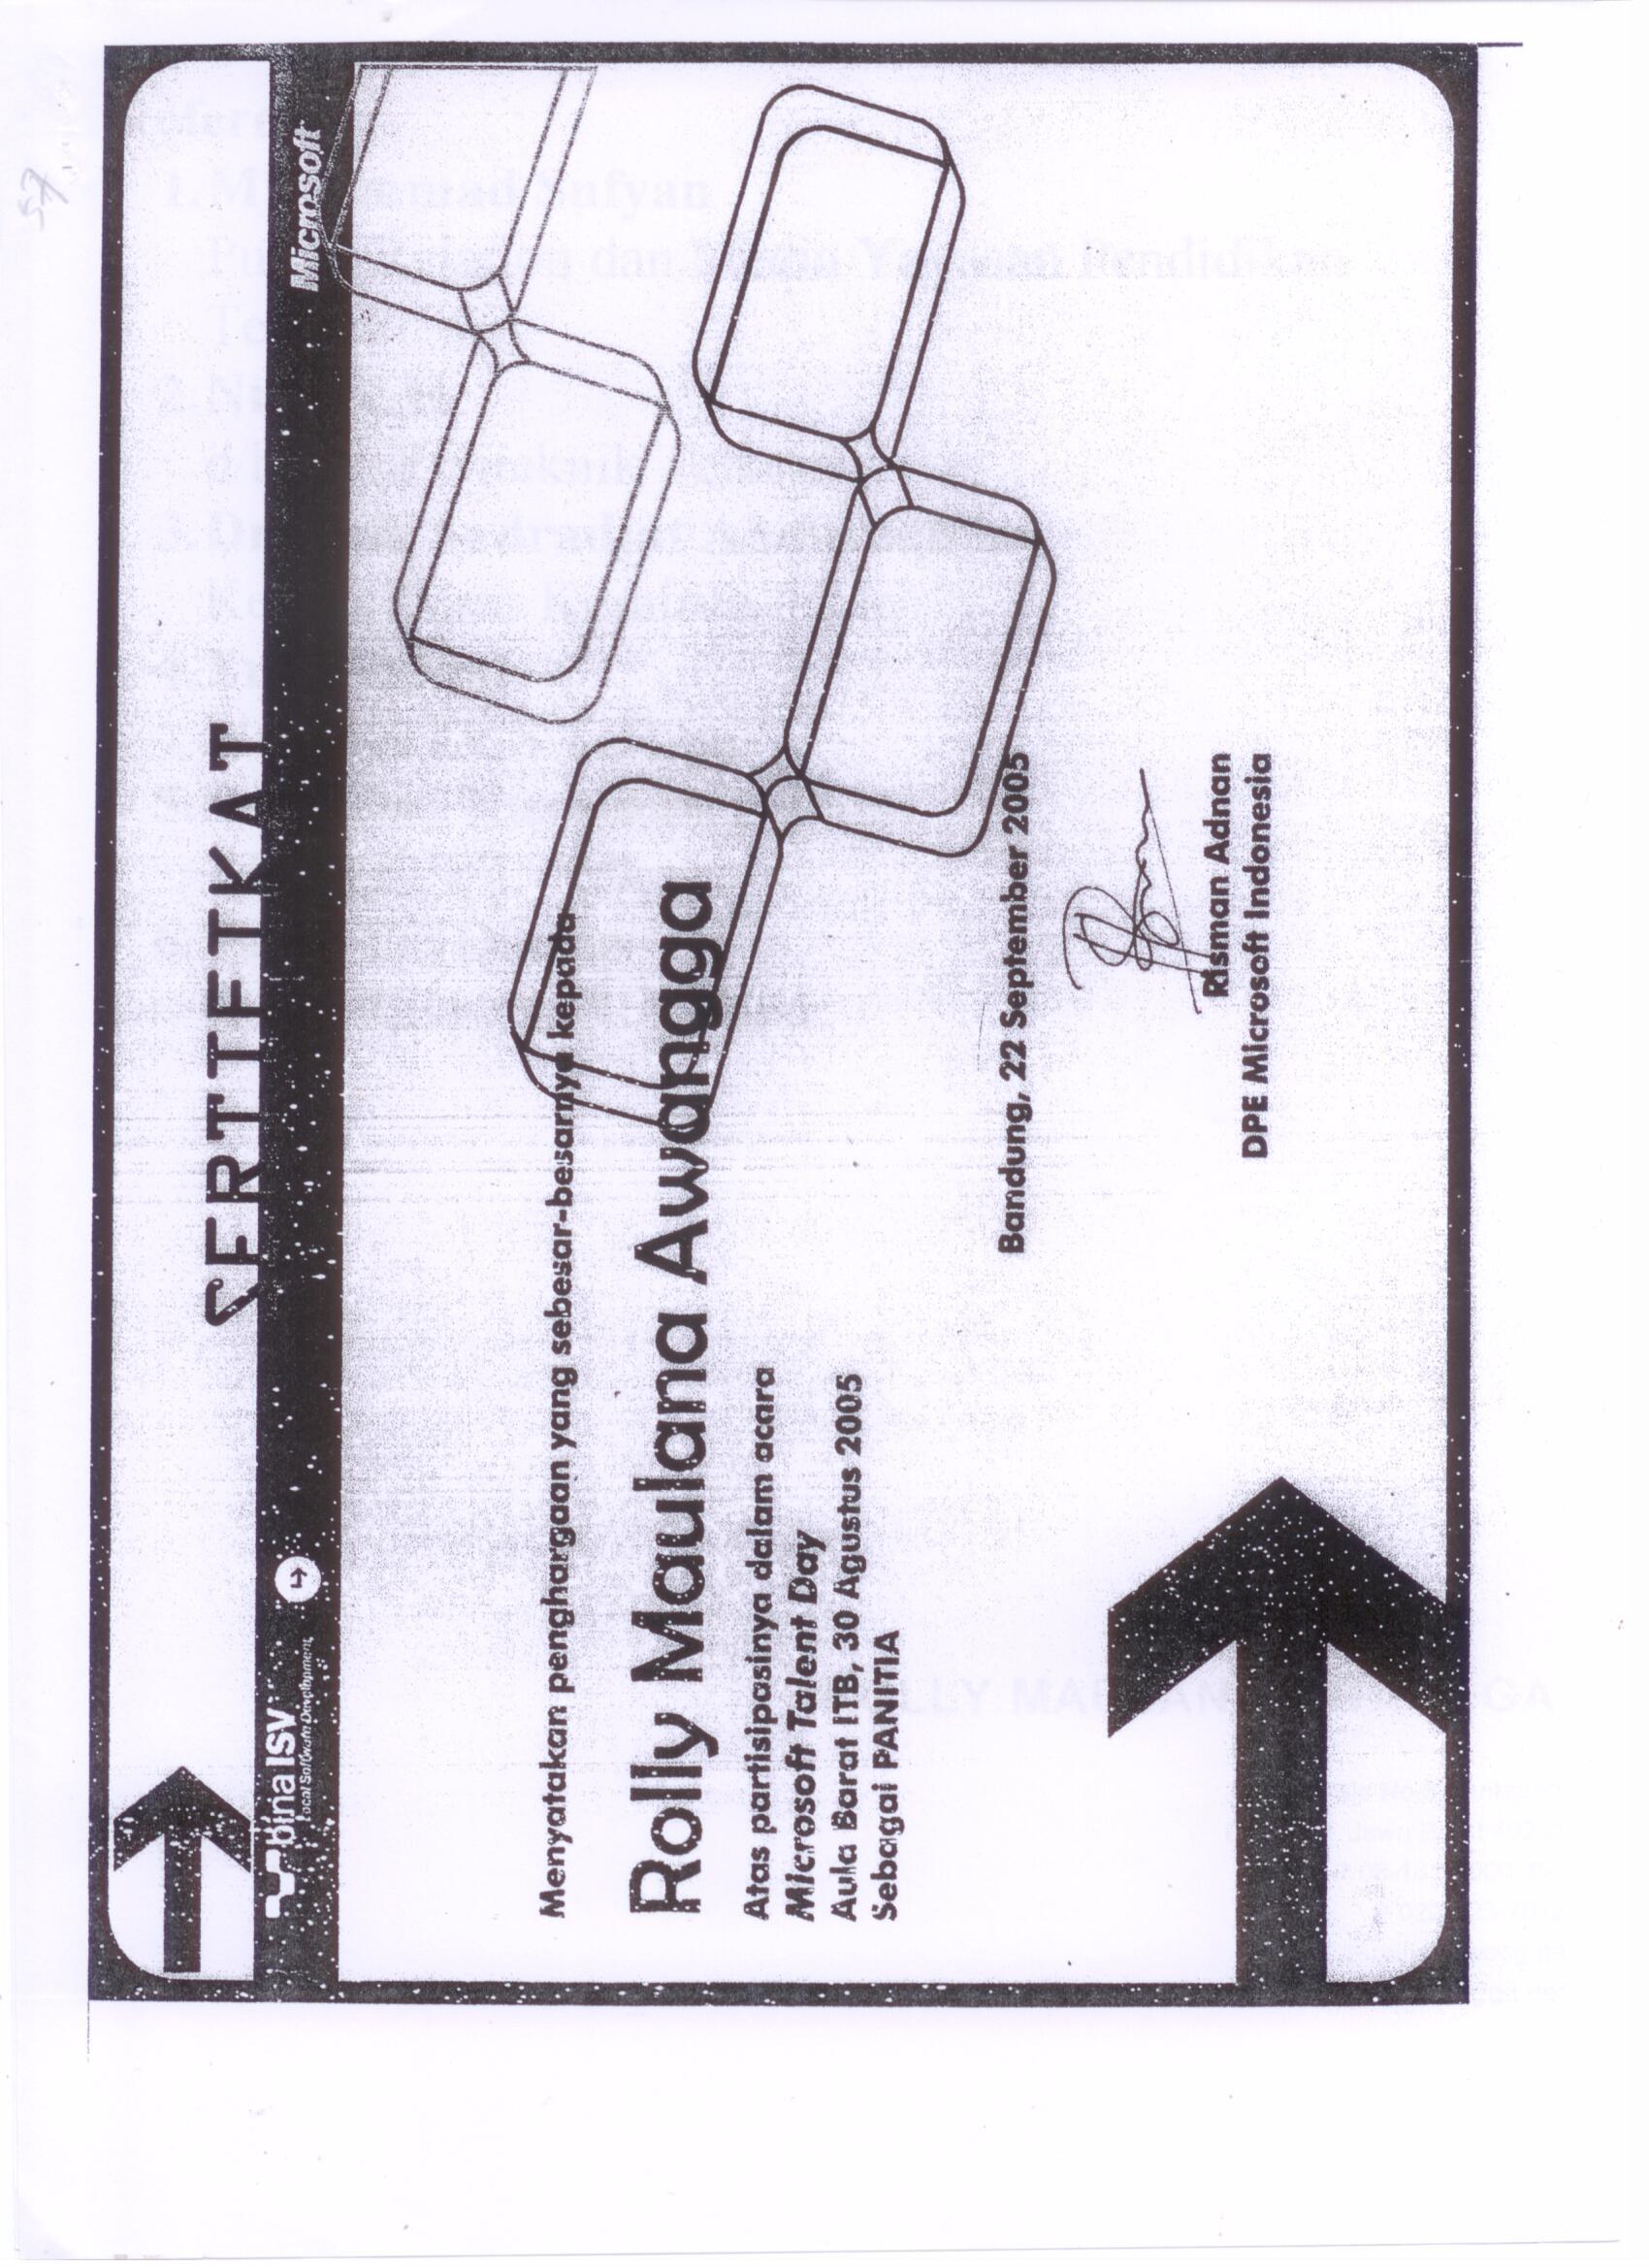 SERTIFIKAT
bina ISV
Local Software Development
Microsoft
Menyatakan penghargaan yang sebesar-besarnya kepada
Rolly Maulana Awangga
Atas partisipasinya dalam acara
Microsoft Talent Day
Aula Barat ITB, 30 Agustus 2005
Sebagai PANITIA
Bandung, 22 September 2005
Risman Adnan
DPE Microsoft Indonesia